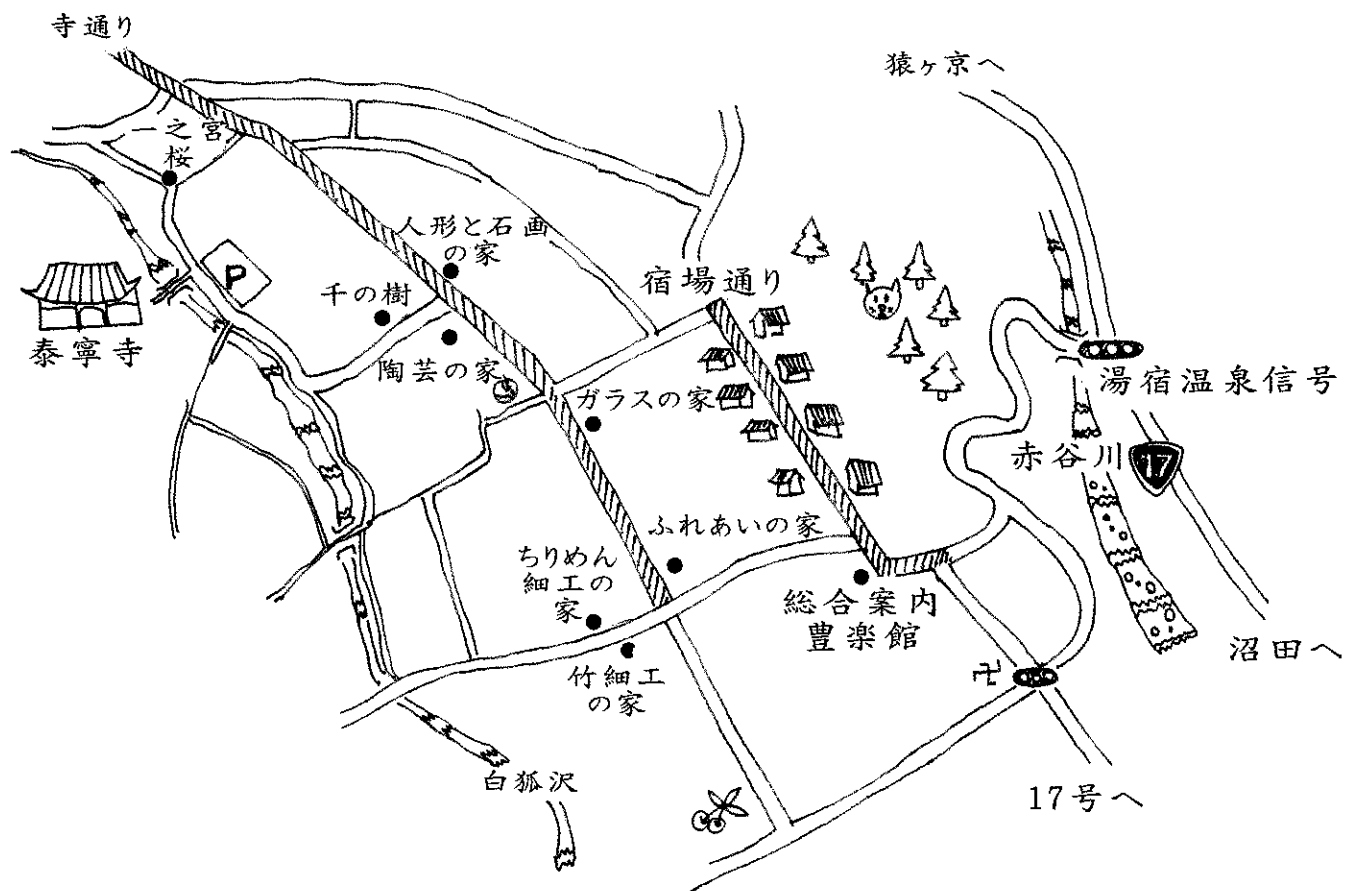 寺通り
猿ヶ京へ
一之宮
桜
人形と石画
の家
P
千の樹
宿場通り
泰寧寺
陶芸の家
湯宿温泉信号
ガラスの家
赤谷川
17
ふれあいの家
ちりめん
細工の
家
総合案内
豊楽館
沼田へ
卍
竹細工
の家
白狐沢
17号へ